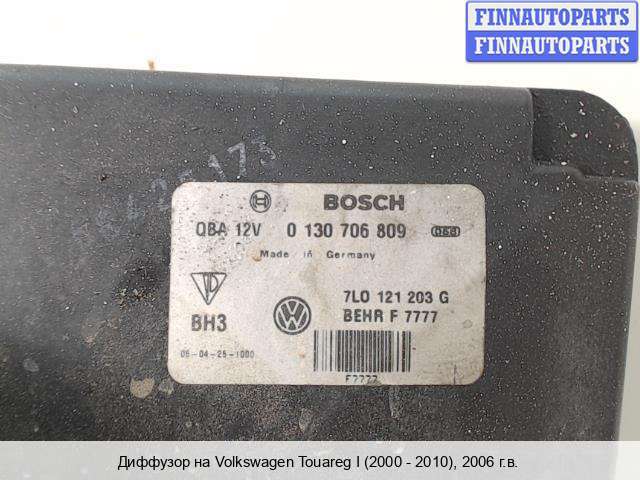 FINNAUTOPARTS
FINNAUTOPARTS
BOSCH
QBA 12V 0 130 706 809
Made in Germany
7L0 121 203 G
BH3
BEHR F 7777
06-04-25-1000
F7777
Диффузор на Volkswagen Touareg I (2000 - 2010), 2006 г.в.